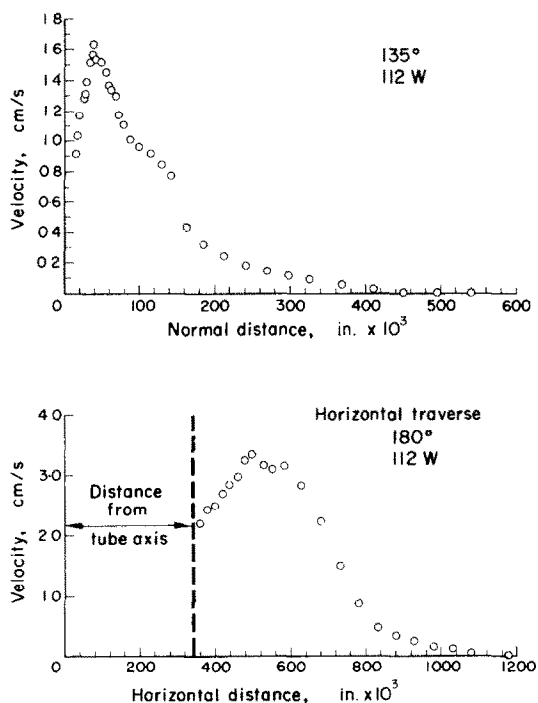 1·8
1·6
1·4
1·2
1·0
0·8
0·6
0·4
0·2
Velocity, cm/s
135°
112 W
0 100 200 300 400 500 600
Normal distance, in. x 10³
4·0
3·0
2·0
1·0
Velocity, cm/s
Horizontal traverse
180°
112 W
Distance
from
tube axis
0 200 400 600 800 1000 1200
Horizontal distance, in. x 10³